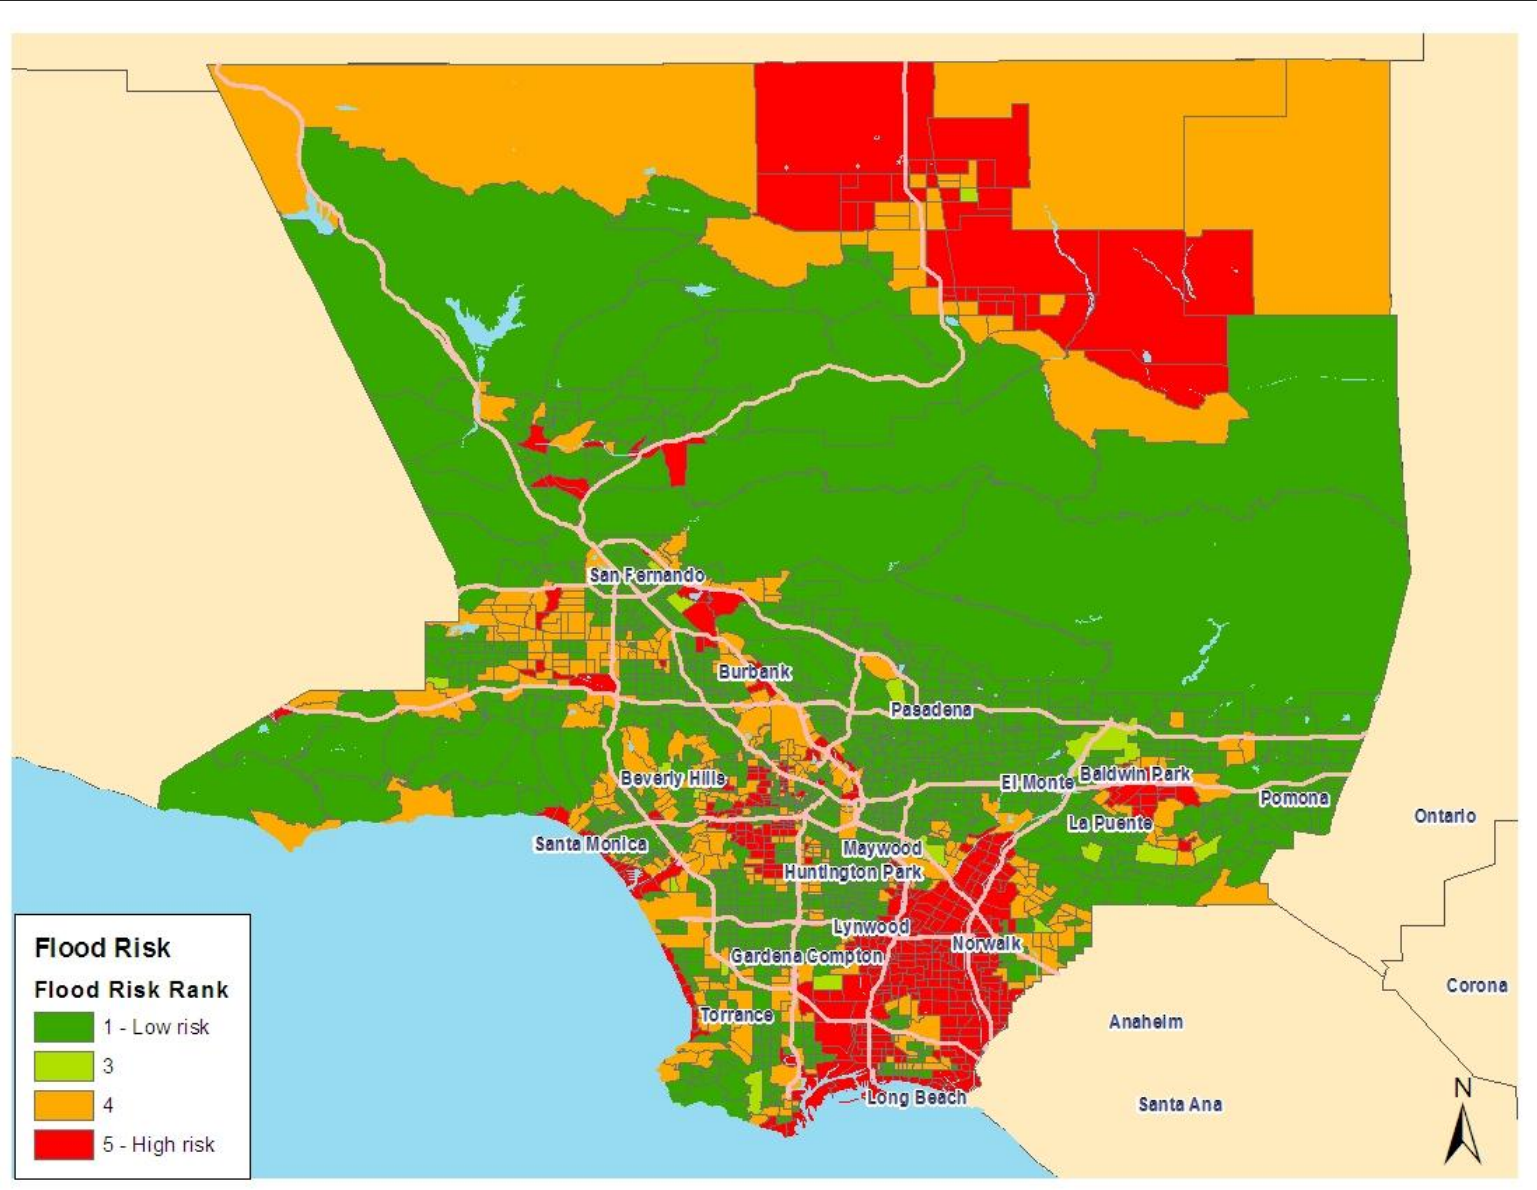 San Fernando
Burbank
Pasadena
Beverly Hills
El Monte
Baldwin Park
Pomona
Ontario
La Puente
Santa Monica
Maywood
Huntington Park
Lynwood
Norwalk
Gardena
Compton
Corona
Torrance
Anaheim
Long Beach
Santa Ana
Flood Risk
Flood Risk Rank
1 - Low risk
3
4
5 - High risk
N